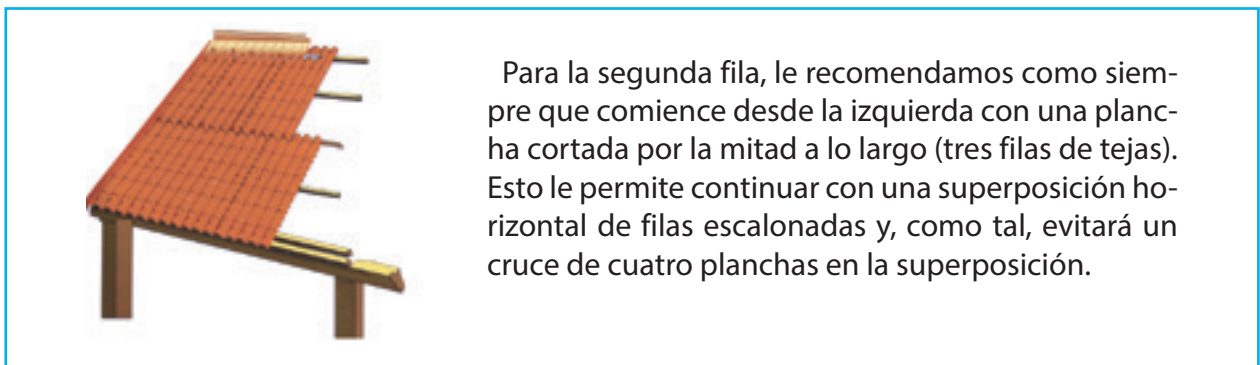 Para la segunda fila, le recomendamos como siem-
pre que comience desde la izquierda con una planc-
ha cortada por la mitad a lo largo (tres filas de tejas).
Esto le permite continuar con una superposición ho-
rizontal de filas escalonadas y, como tal, evitará un
cruce de cuatro planchas en la superposición.